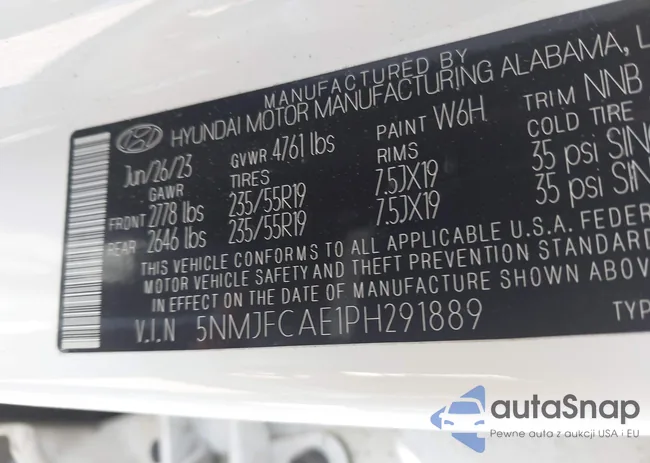 MANUFACTURED BY
HYUNDAI MOTOR MANUFACTURING ALABAMA, L
Jun/26/23 GVWR 4761 lbs PAINT W6H TRIM NNB
GAWR TIRES RIMS COLD TIRE
FRONT 2778 lbs 235/55R19 7.5JX19 35 psi SING
REAR 2646 lbs 235/55R19 7.5JX19 35 psi SIN
THIS VEHICLE CONFORMS TO ALL APPLICABLE U.S.A. FEDER
MOTOR VEHICLE SAFETY AND THEFT PREVENTION STANDARD
IN EFFECT ON THE DATE OF MANUFACTURE SHOWN ABOV
V.I.N 5NMJFCAE1PH291889 TYP
autaSnap
Pewne auta z aukcji USA i EU